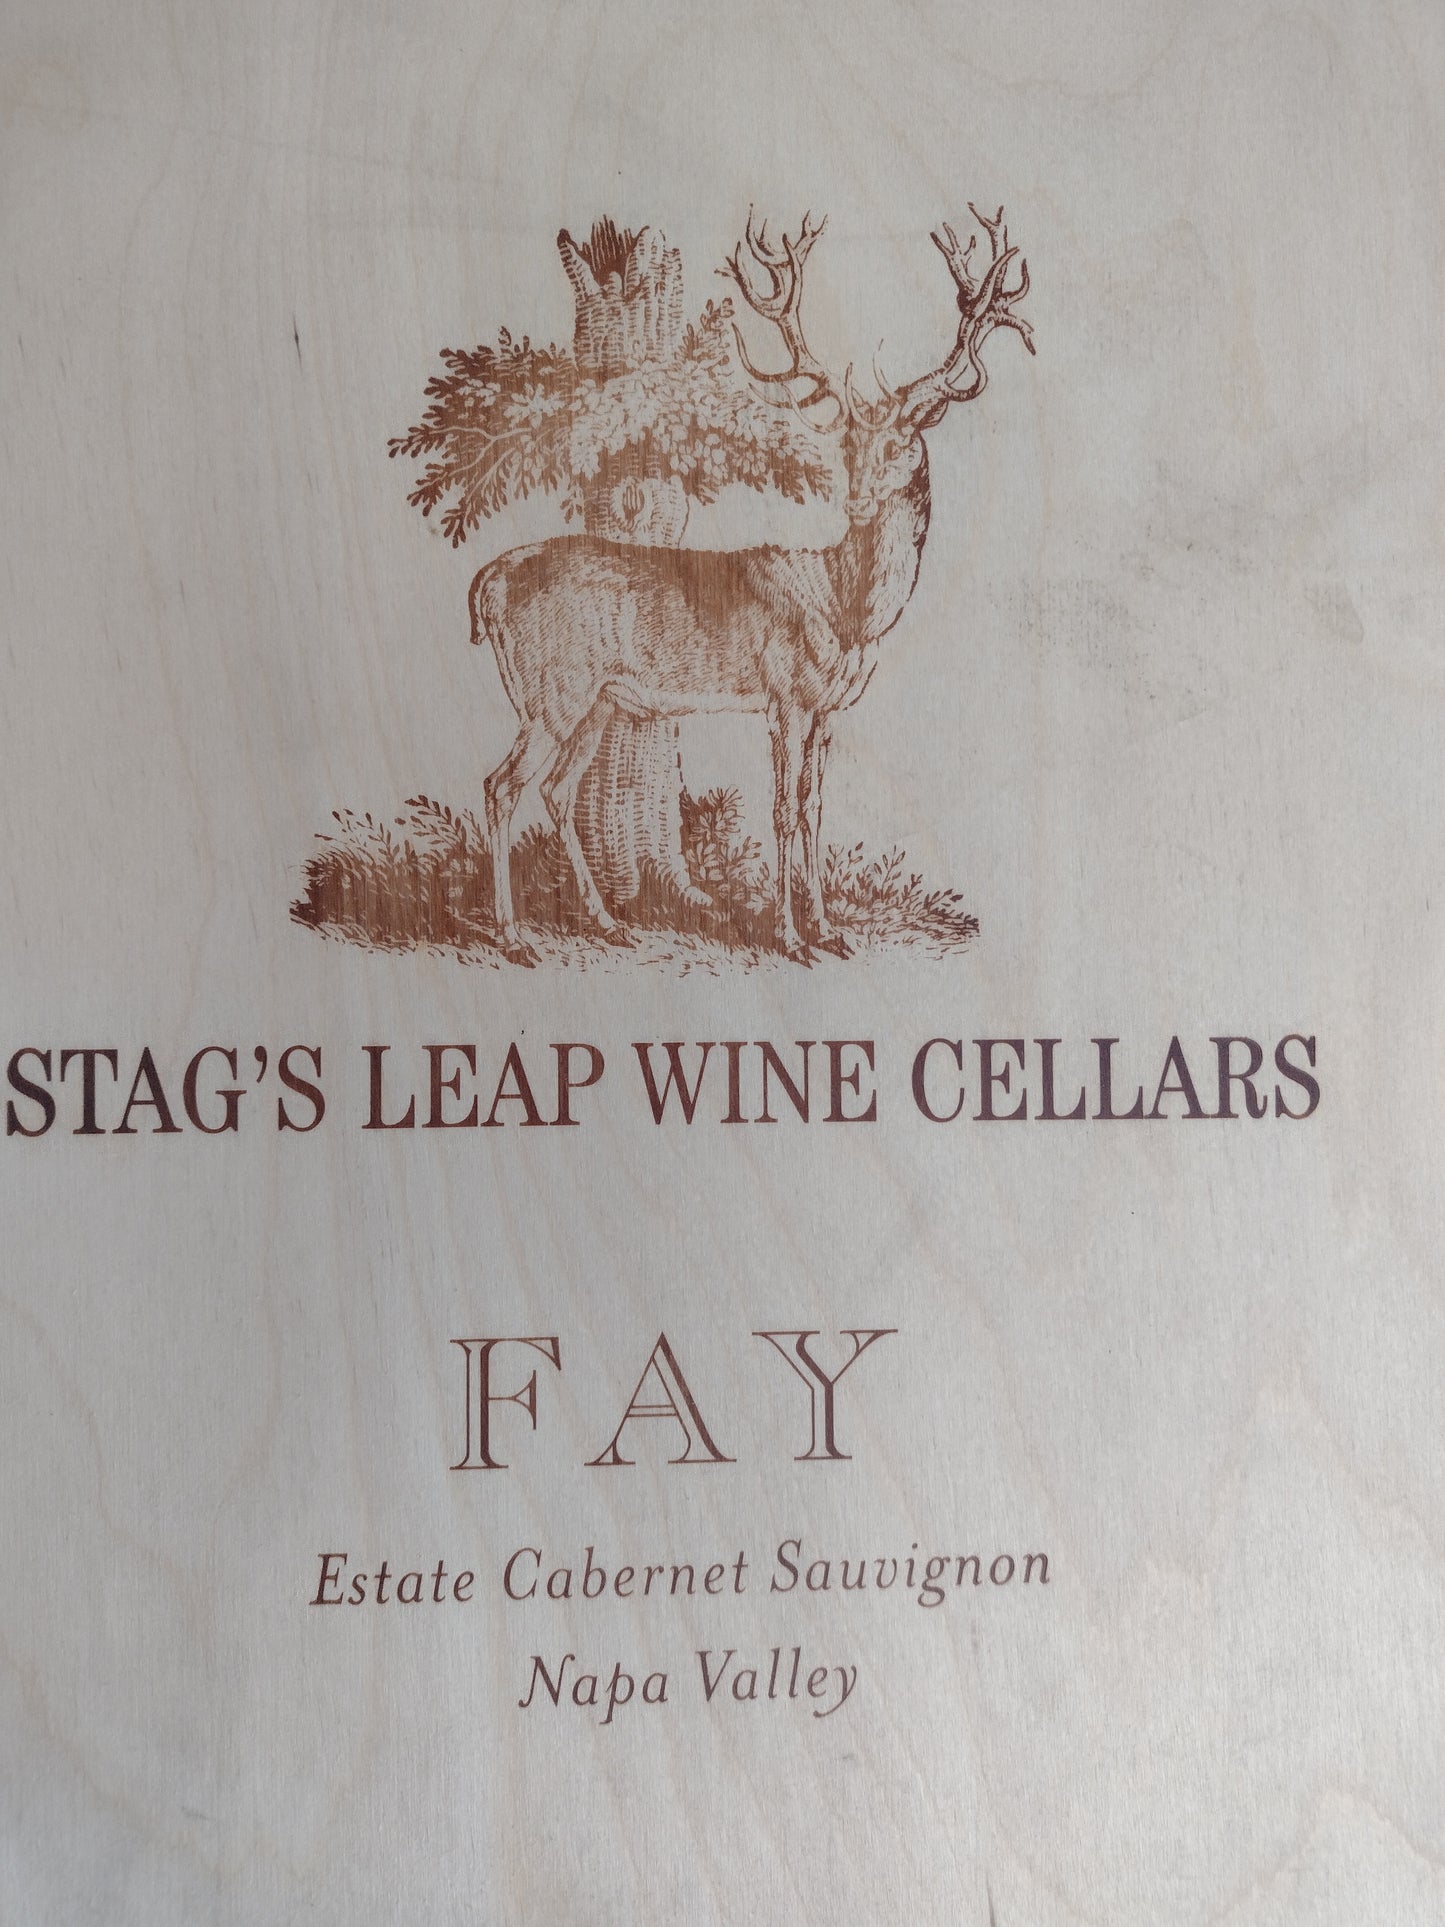 STAG'S LEAP WINE CELLARS
FAY
Estate Cabernet Sauvignon
Napa Valley